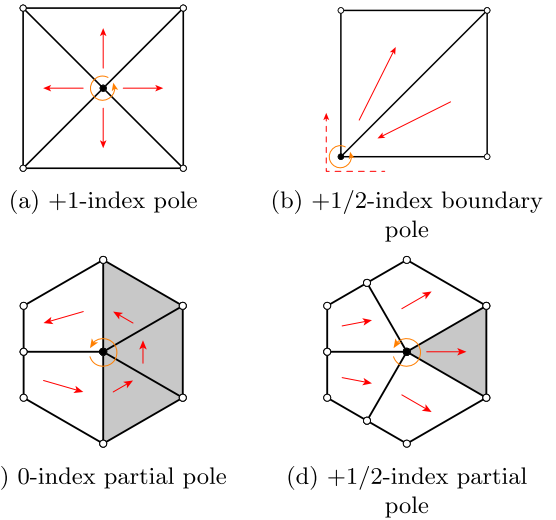 (a) +1-index pole
(b) +1/2-index boundary
pole
) 0-index partial pole
(d) +1/2-index partial
pole